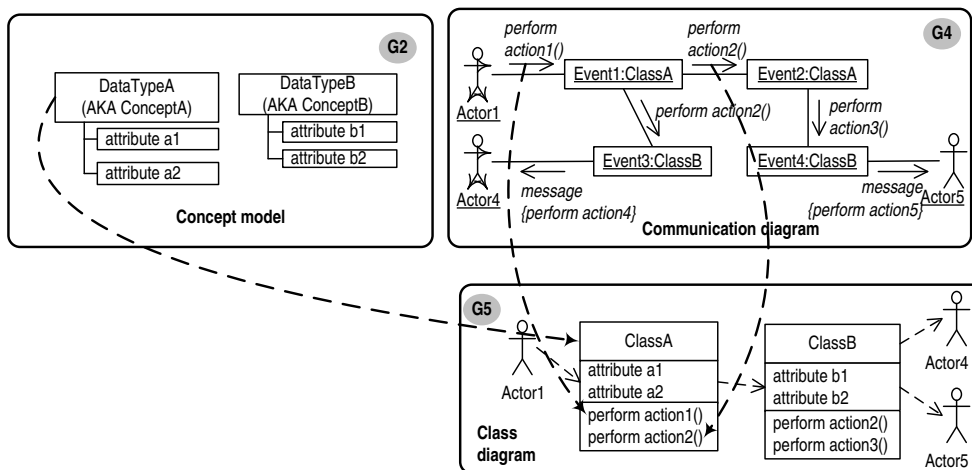 G2
DataTypeA
(AKA ConceptA)
attribute a1
attribute a2
DataTypeB
(AKA ConceptB)
attribute b1
attribute b2
Concept model
G4
perform
action1()
perform
action2()
Actor1
Event1:ClassA
Event2:ClassA
perform action2()
perform
action3()
Actor4
Event3:ClassB
Event4:ClassB
Actor5
message
{perform action4}
message
{perform action5}
Communication diagram
G5
Actor1
ClassA
attribute a1
attribute a2
perform action1()
perform action2()
ClassB
attribute b1
attribute b2
perform action2()
perform action3()
Actor4
Actor5
Class
diagram